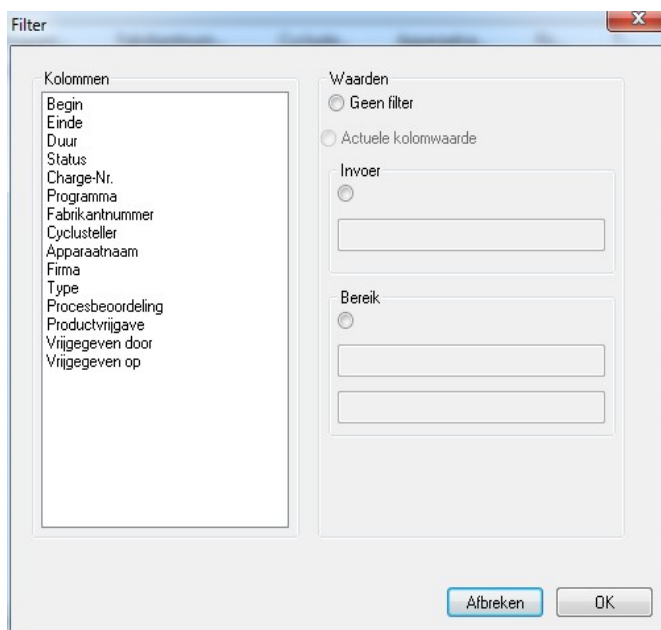 Filter
Kolommen
Begin
Einde
Duur
Status
Charge-Nr.
Programma
Fabrikantnummer
Cyclusteller
Apparaatnaam
Firma
Type
Procesbeoordeling
Productvrijgave
Vrijgegeven door
Vrijgegeven op
Waarden
Geen filter
Actuele kolomwaarde
Invoer
Bereik
Afbreken
OK